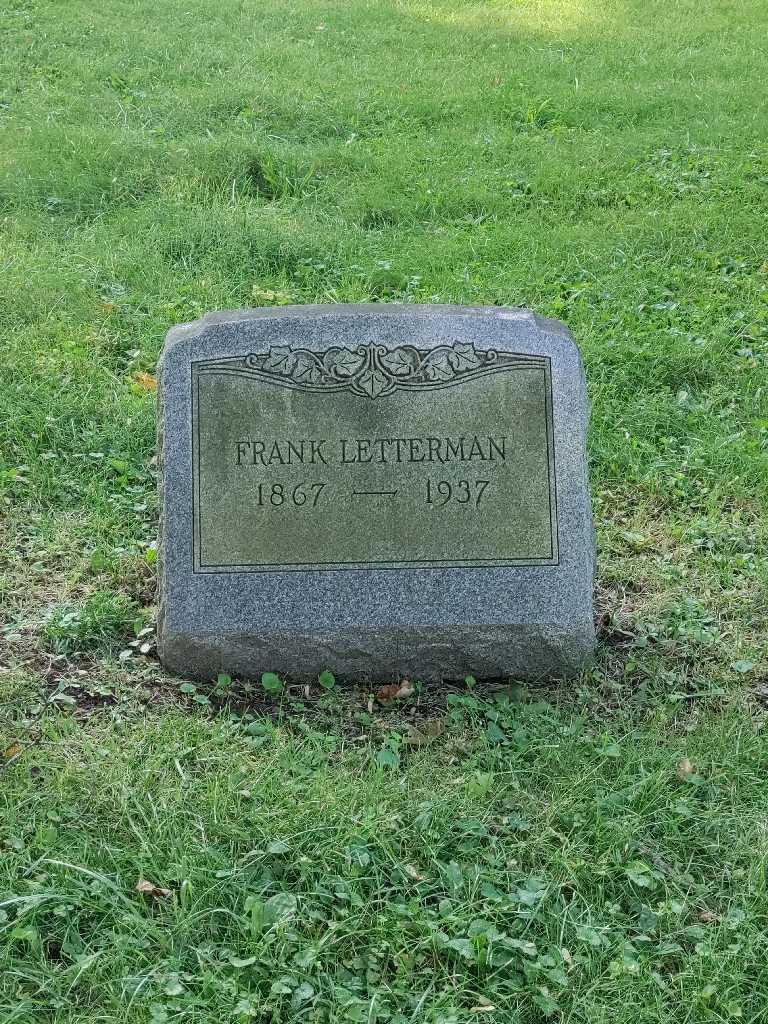 FRANK LETTERMAN
1867 — 1937